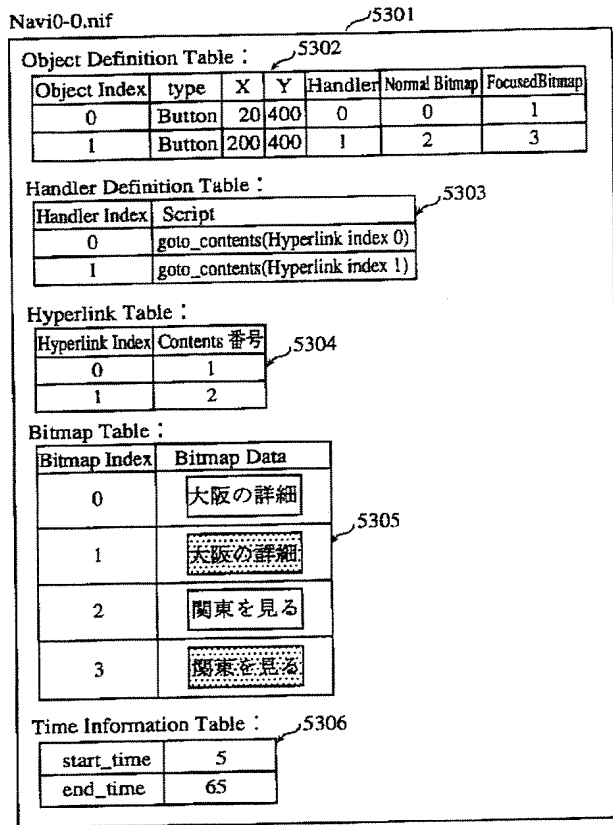 Navi0-0.nif
5301
Object Definition Table :
5302
Object Index type X Y Handler Normal Bitmap FocusedBitmap
0 Button 20 400 0 0 1
1 Button 200 400 1 2 3
Handler Definition Table :
5303
Handler Index Script
0 goto_contents(Hyperlink index 0)
1 goto_contents(Hyperlink index 1)
Hyperlink Table :
Hyperlink Index Contents 番号
5304
0 1
1 2
Bitmap Table :
Bitmap Index Bitmap Data
0 大阪の詳細
5305
1 大阪の詳細
2 関東を見る
3 関東を見る
Time Information Table :
5306
start_time 5
end_time 65